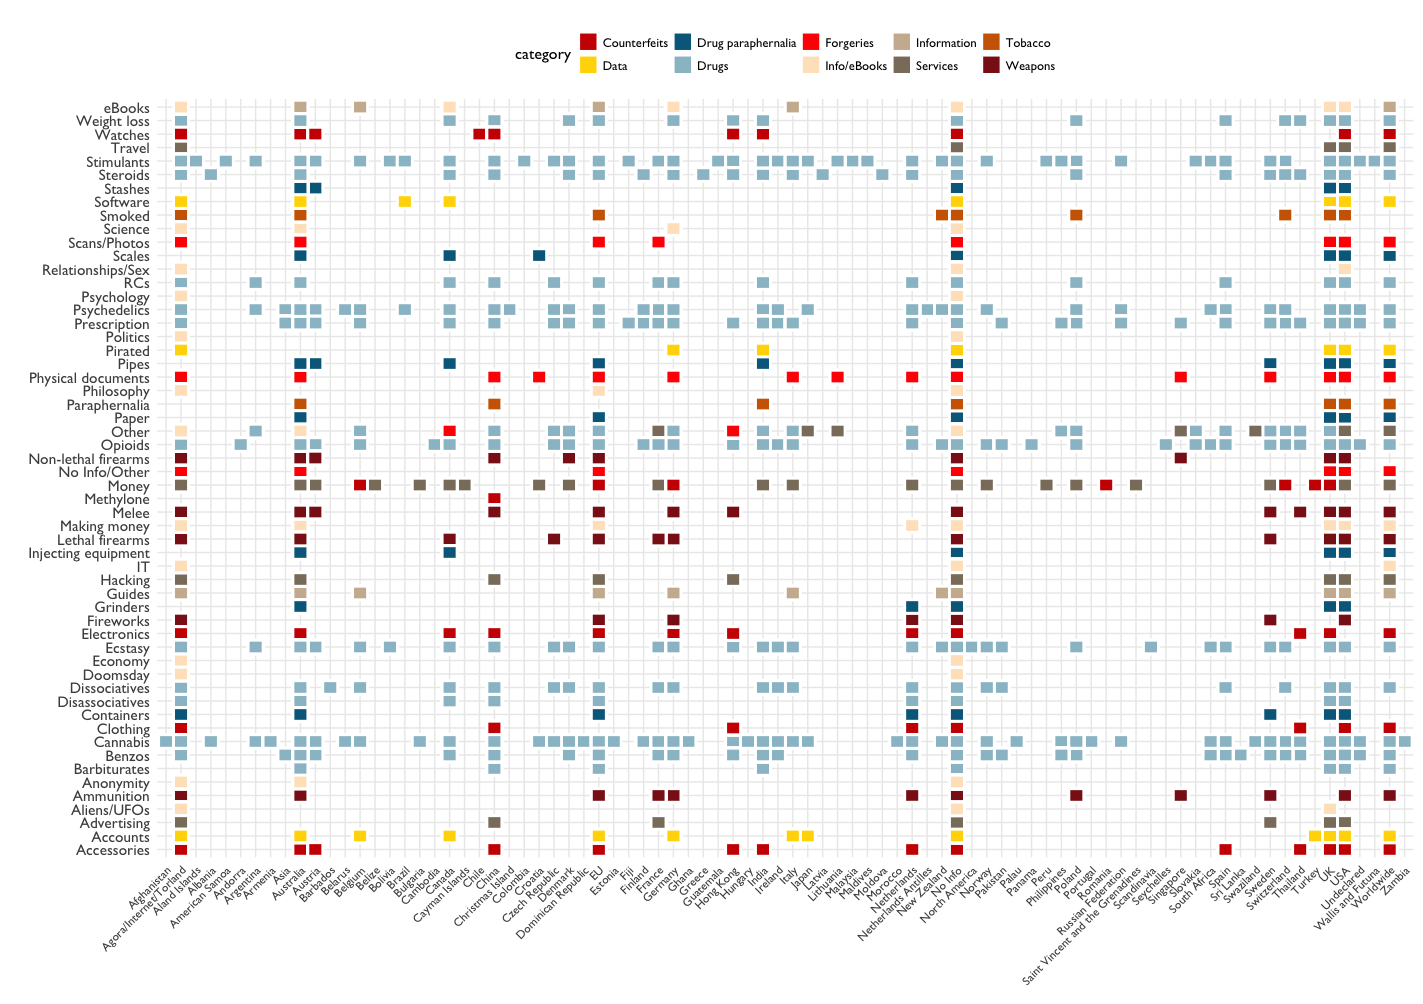 category
Counterfeits
Drug paraphernalia
Forgeries
Information
Tobacco
Data
Drugs
Info/eBooks
Services
Weapons
eBooks
Weight loss
Watches
Travel
Stimulants
Steroids
Stashes
Software
Smoked
Science
Scans/Photos
Scales
Relationships/Sex
RCs
Psychology
Psychedelics
Prescription
Politics
Pirated
Pipes
Physical documents
Philosophy
Paraphernalia
Paper
Other
Opioids
Non-lethal firearms
No Info/Other
Money
Methylone
Melee
Making money
Lethal firearms
Injecting equipment
IT
Hacking
Guides
Grinders
Fireworks
Electronics
Ecstasy
Economy
Doomsday
Dissociatives
Disassociatives
Containers
Clothing
Cannabis
Benzos
Barbiturates
Anonymity
Ammunition
Aliens/UFOs
Advertising
Accounts
Accessories
Afghanistan
Agora/Internet/Torland
Aland Islands
Albania
American Samoa
Andorra
Argentina
Armenia
Asia
Australia
Austria
Barbados
Belarus
Belgium
Belize
Bolivia
Brazil
Bulgaria
Cambodia
Canada
Cayman Islands
Chile
China
Christmas Island
Colombia
Croatia
Czech Republic
Denmark
Dominican Republic
EU
Estonia
Fiji
Finland
France
Germany
Ghana
Greece
Guatemala
Hong Kong
Hungary
India
Ireland
Italy
Japan
Latvia
Lithuania
Malaysia
Maldives
Moldova
Morocco
Netherlands
Netherlands Antilles
New Zealand
No Info
North America
Norway
Pakistan
Palau
Panama
Peru
Philippines
Poland
Portugal
Romania
Russian Federation
Saint Vincent and the Grenadines
Scandinavia
Seychelles
Singapore
Slovakia
South Africa
Spain
Sri Lanka
Swaziland
Sweden
Switzerland
Thailand
Turkey
UK
USA
Undeclared
Wallis and Futuna
Worldwide
Zambia